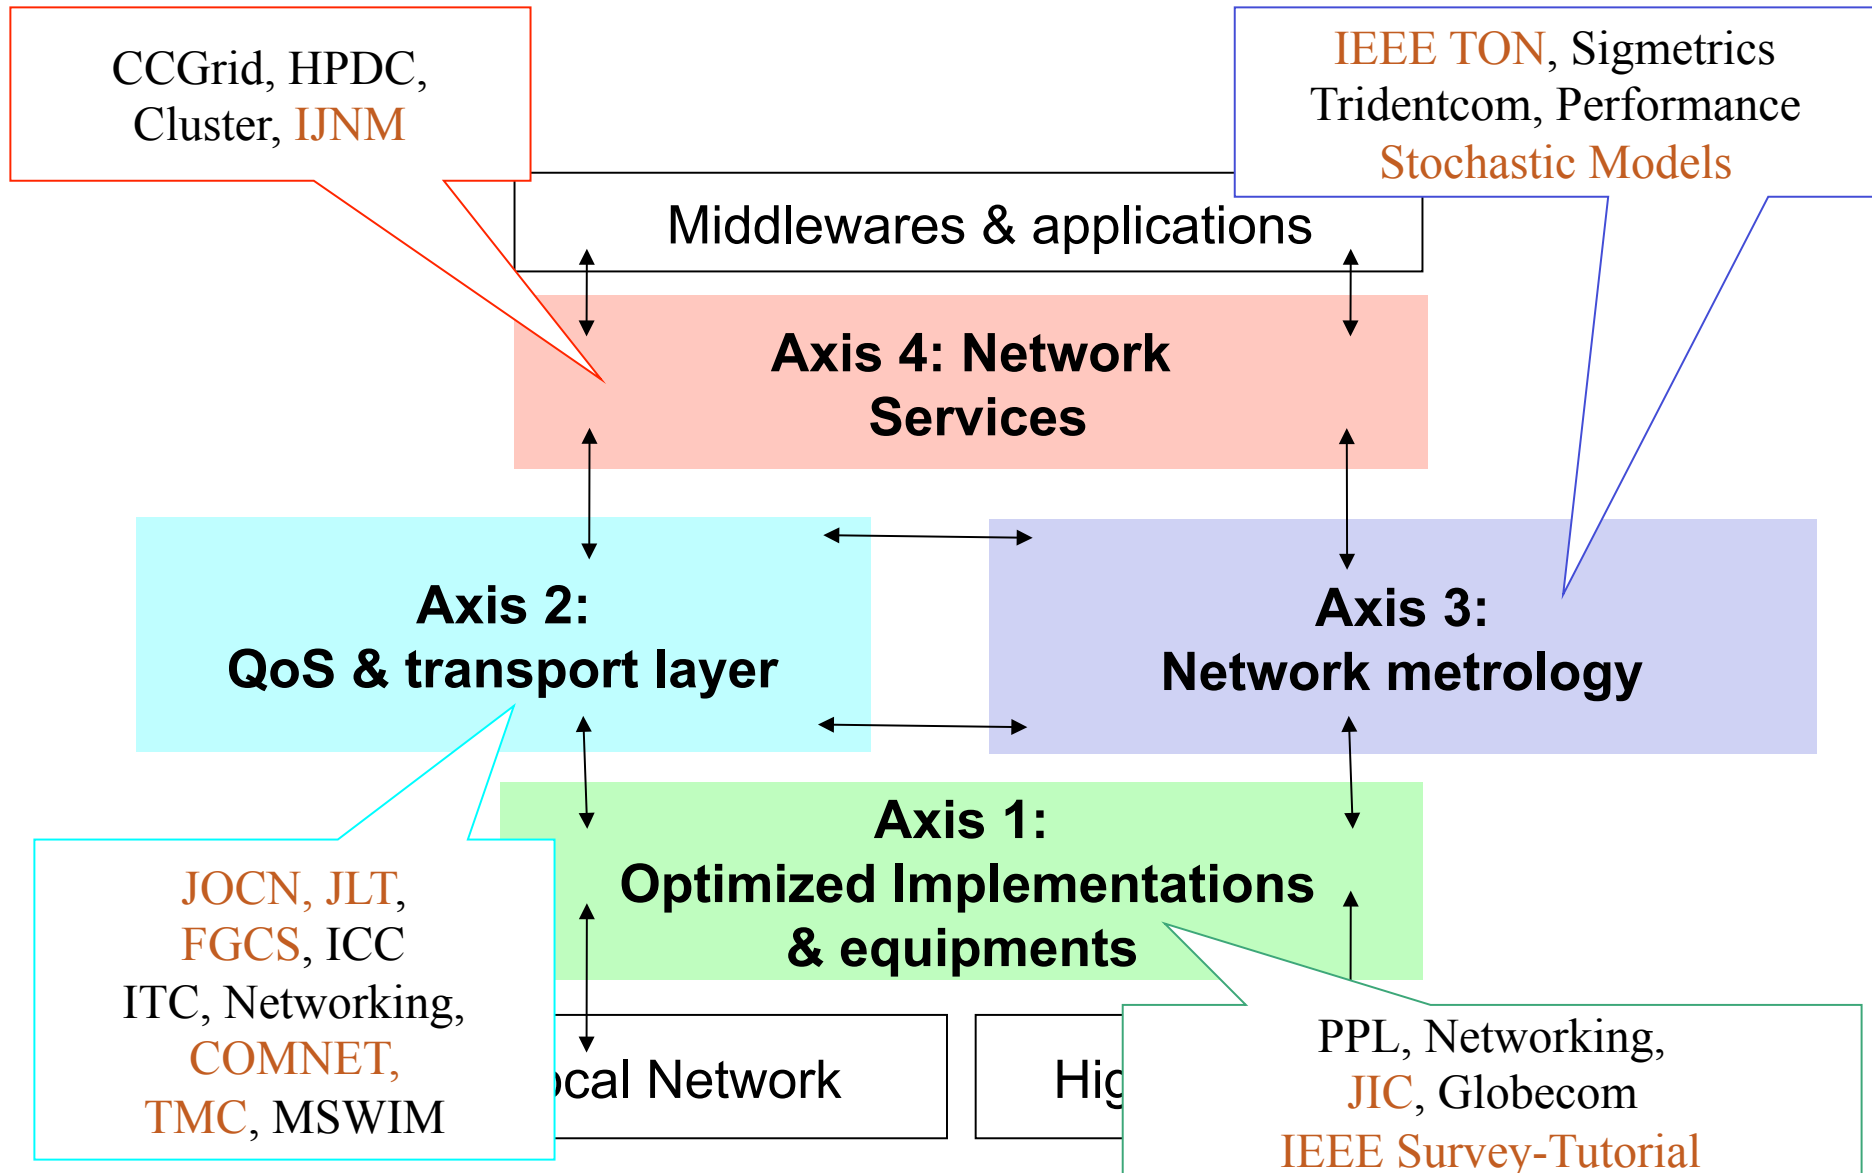 CCGrid, HPDC,
Cluster, IJNM
IEEE TON, Sigmetrics
Tridentcom, Performance
Stochastic Models
Middlewares & applications
Axis 4: Network
Services
Axis 2:
QoS & transport layer
Axis 3:
Network metrology
Axis 1:
Optimized Implementations
& equipments
JOCN, JLT,
FGCS, ICC
ITC, Networking,
COMNET,
TMC, MSWIM
PPL, Networking,
JIC, Globecom
IEEE Survey-Tutorial
Network